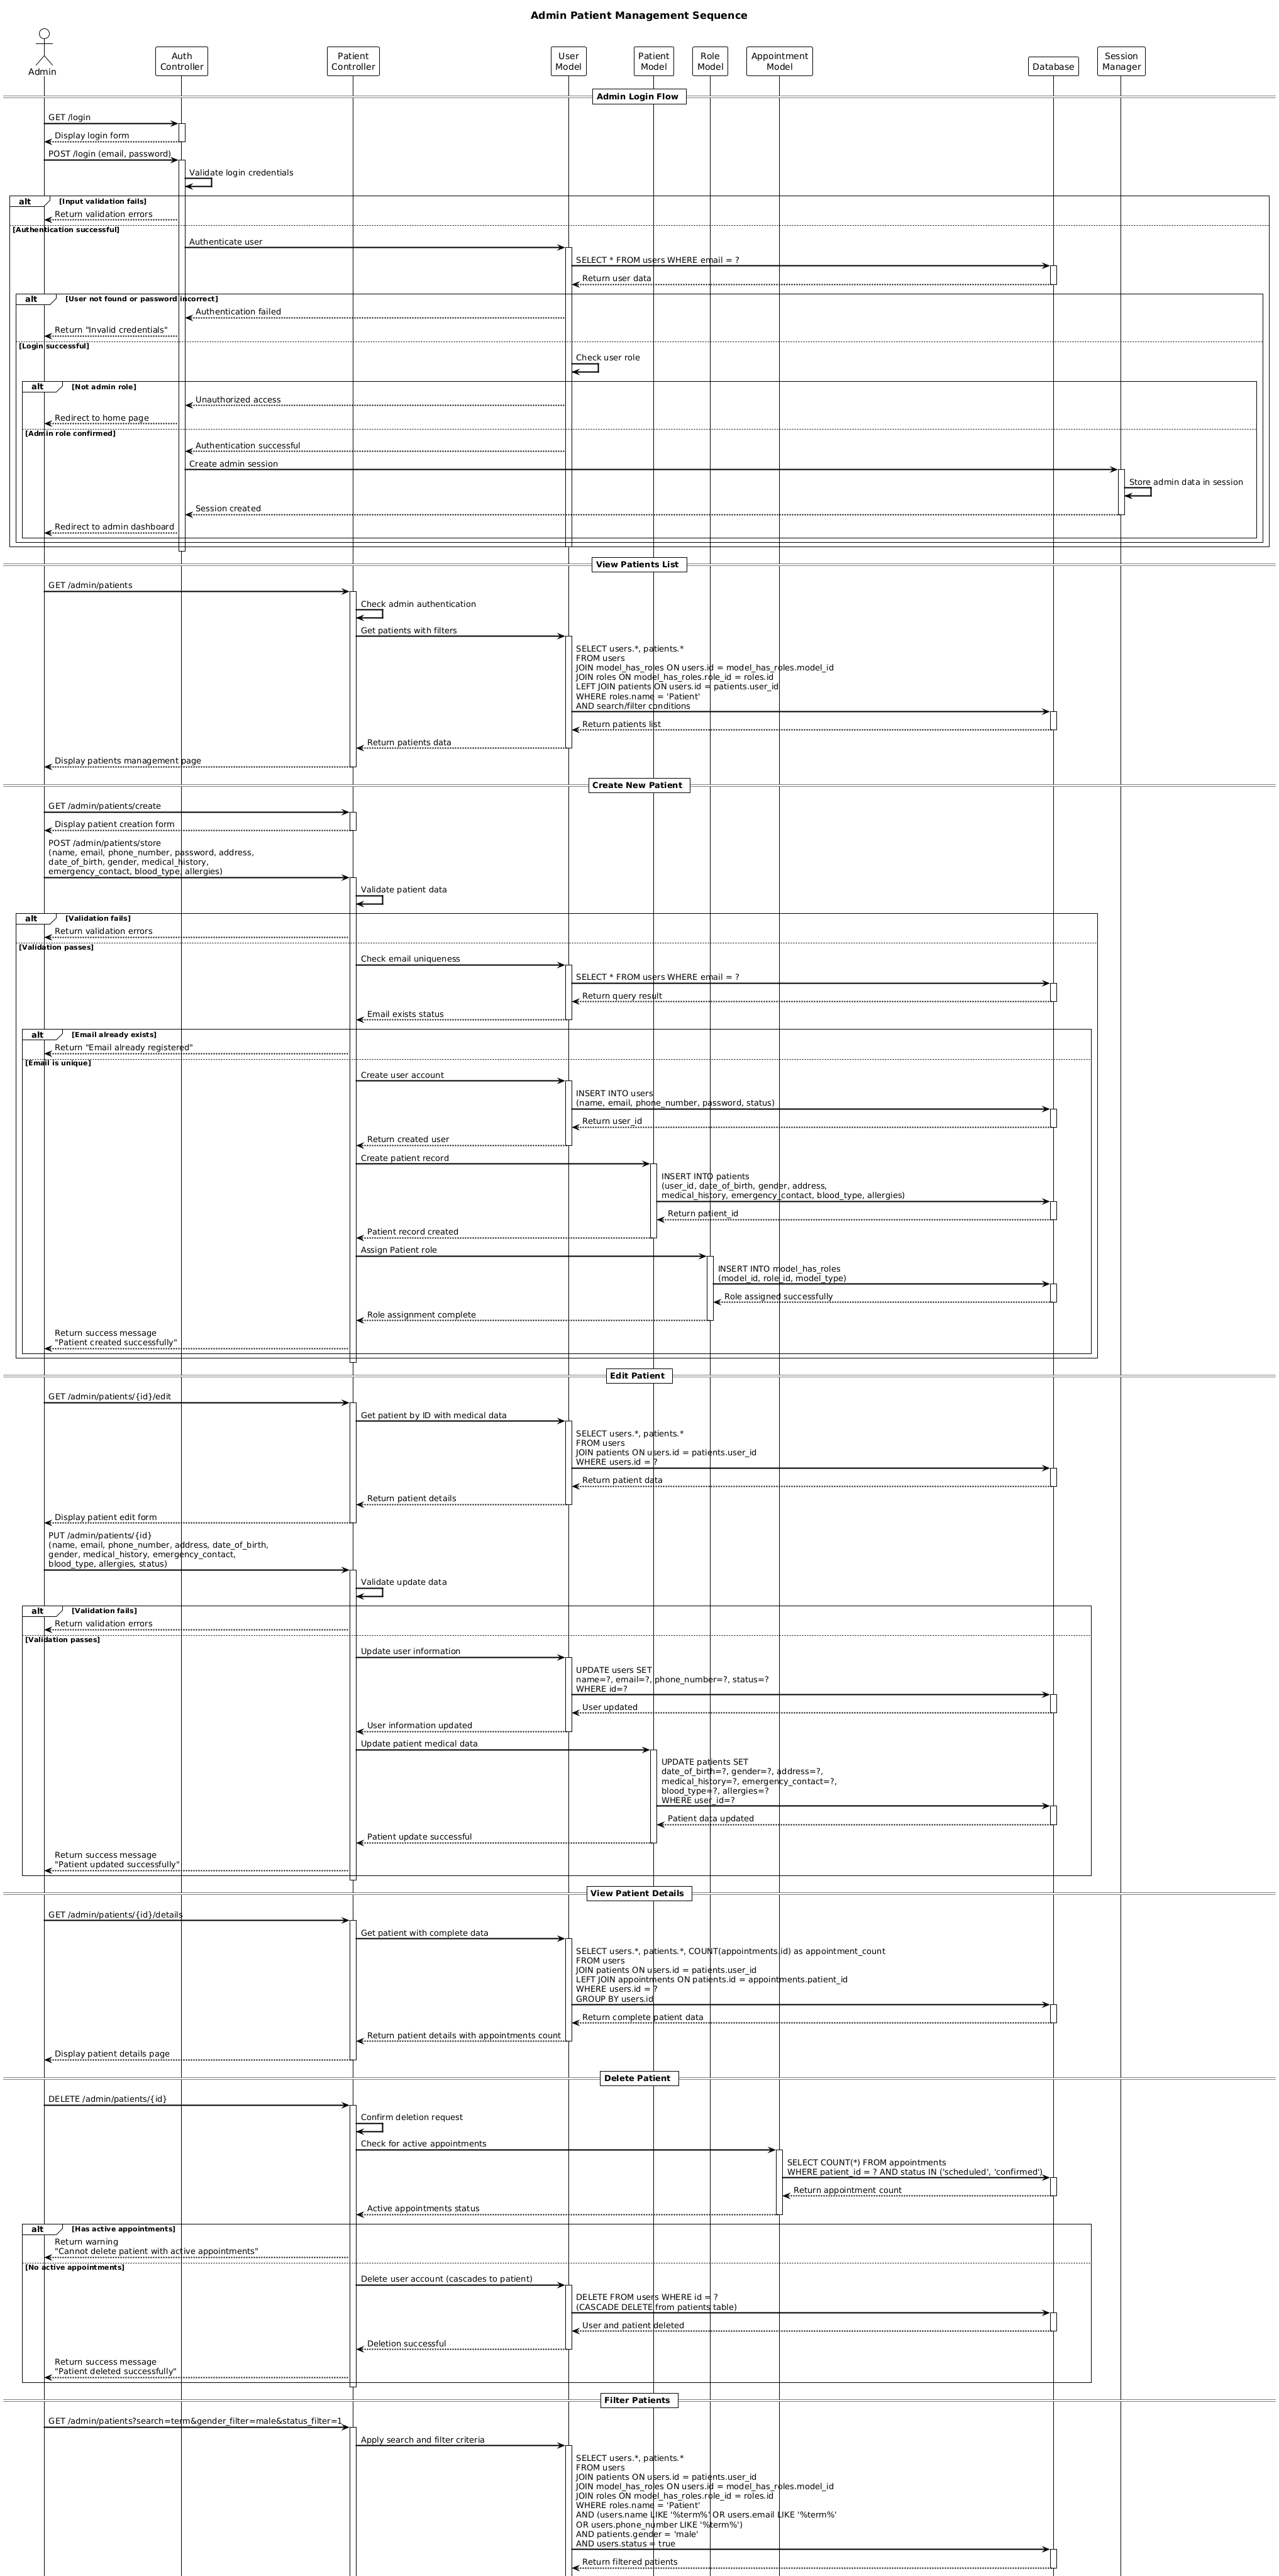 Admin Patient Management Sequence
Admin
Auth
Controller
Patient
Controller
User
Model
Patient
Model
Role
Model
Appointment
Model
Database
Session
Manager
Admin Login Flow
GET /login
Display login form
POST /login (email, password)
Validate login credentials
alt [Input validation fails]
Return validation errors
[Authentication successful]
Authenticate user
SELECT * FROM users WHERE email = ?
Return user data
alt [User not found or password incorrect]
Authentication failed
Return "Invalid credentials"
[Login successful]
Check user role
alt [Not admin role]
Unauthorized access
Redirect to home page
[Admin role confirmed]
Authentication successful
Create admin session
Store admin data in session
Session created
Redirect to admin dashboard
View Patients List
GET /admin/patients
Check admin authentication
Get patients with filters
SELECT users.*, patients.*
FROM users
JOIN model_has_roles ON users.id = model_has_roles.model_id
JOIN roles ON model_has_roles.role_id = roles.id
LEFT JOIN patients ON users.id = patients.user_id
WHERE roles.name = 'Patient'
AND search/filter conditions
Return patients list
Return patients data
Display patients management page
Create New Patient
GET /admin/patients/create
Display patient creation form
POST /admin/patients/store
(name, email, phone_number, password, address,
date_of_birth, gender, medical_history,
emergency_contact, blood_type, allergies)
Validate patient data
alt [Validation fails]
Return validation errors
[Validation passes]
Check email uniqueness
SELECT * FROM users WHERE email = ?
Return query result
Email exists status
alt [Email already exists]
Return "Email already registered"
[Email is unique]
Create user account
INSERT INTO users
(name, email, phone_number, password, status)
Return user_id
Return created user
Create patient record
INSERT INTO patients
(user_id, date_of_birth, gender, address,
medical_history, emergency_contact, blood_type, allergies)
Return patient_id
Patient record created
Assign Patient role
INSERT INTO model_has_roles
(model_id, role_id, model_type)
Role assigned successfully
Role assignment complete
Return success message
"Patient created successfully"
Edit Patient
GET /admin/patients/{id}/edit
Get patient by ID with medical data
SELECT users.*, patients.*
FROM users
JOIN patients ON users.id = patients.user_id
WHERE users.id = ?
Return patient data
Return patient details
Display patient edit form
PUT /admin/patients/{id}
(name, email, phone_number, address, date_of_birth,
gender, medical_history, emergency_contact,
blood_type, allergies, status)
Validate update data
alt [Validation fails]
Return validation errors
[Validation passes]
Update user information
UPDATE users SET
name=?, email=?, phone_number=?, status=?
WHERE id=?
User updated
User information updated
Update patient medical data
UPDATE patients SET
date_of_birth=?, gender=?, address=?,
medical_history=?, emergency_contact=?,
blood_type=?, allergies=?
WHERE user_id=?
Patient data updated
Patient update successful
Return success message
"Patient updated successfully"
View Patient Details
GET /admin/patients/{id}/details
Get patient with complete data
SELECT users.*, patients.*, COUNT(appointments.id) as appointment_count
FROM users
JOIN patients ON users.id = patients.user_id
LEFT JOIN appointments ON patients.id = appointments.patient_id
WHERE users.id = ?
GROUP BY users.id
Return complete patient data
Return patient details with appointments count
Display patient details page
Delete Patient
DELETE /admin/patients/{id}
Confirm deletion request
Check for active appointments
SELECT COUNT(*) FROM appointments
WHERE patient_id = ? AND status IN ('scheduled', 'confirmed')
Return appointment count
Active appointments status
alt [Has active appointments]
Return warning
"Cannot delete patient with active appointments"
[No active appointments]
Delete user account (cascades to patient)
DELETE FROM users WHERE id = ?
(CASCADE DELETE from patients table)
User and patient deleted
Deletion successful
Return success message
"Patient deleted successfully"
Filter Patients
GET /admin/patients?search=term&gender_filter=male&status_filter=1
Apply search and filter criteria
SELECT users.*, patients.*
FROM users
JOIN patients ON users.id = patients.user_id
JOIN model_has_roles ON users.id = model_has_roles.model_id
JOIN roles ON model_has_roles.role_id = roles.id
WHERE roles.name = 'Patient'
AND (users.name LIKE '%term%' OR users.email LIKE '%term%'
OR users.phone_number LIKE '%term%')
AND patients.gender = 'male'
AND users.status = true
Return filtered patients